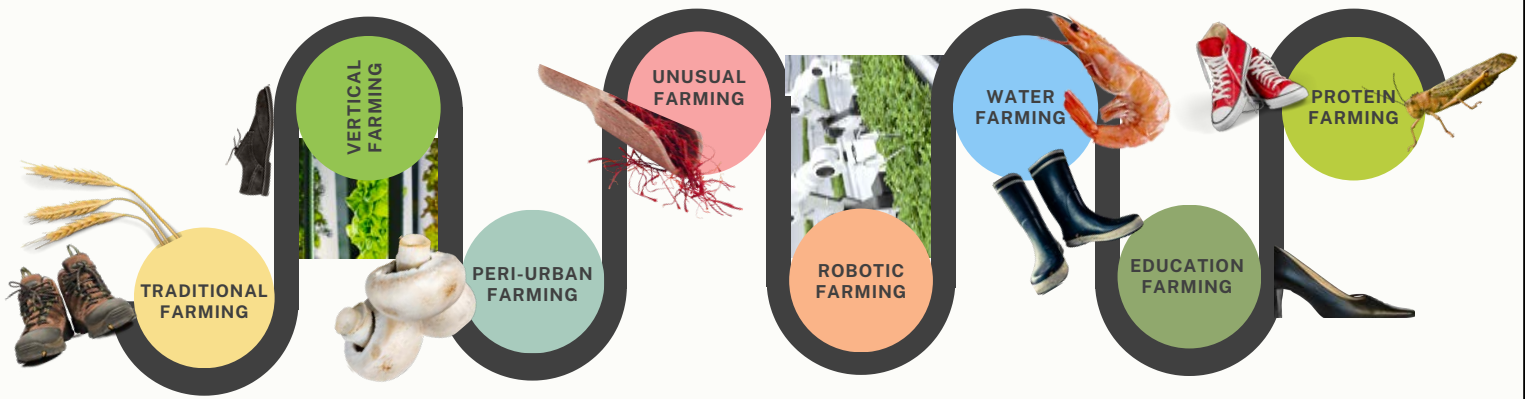 TRADITIONAL
FARMING
VERTICAL
FARMING
PERI-URBAN
FARMING
UNUSUAL
FARMING
ROBOTIC
FARMING
WATER
FARMING
EDUCATION
FARMING
PROTEIN
FARMING